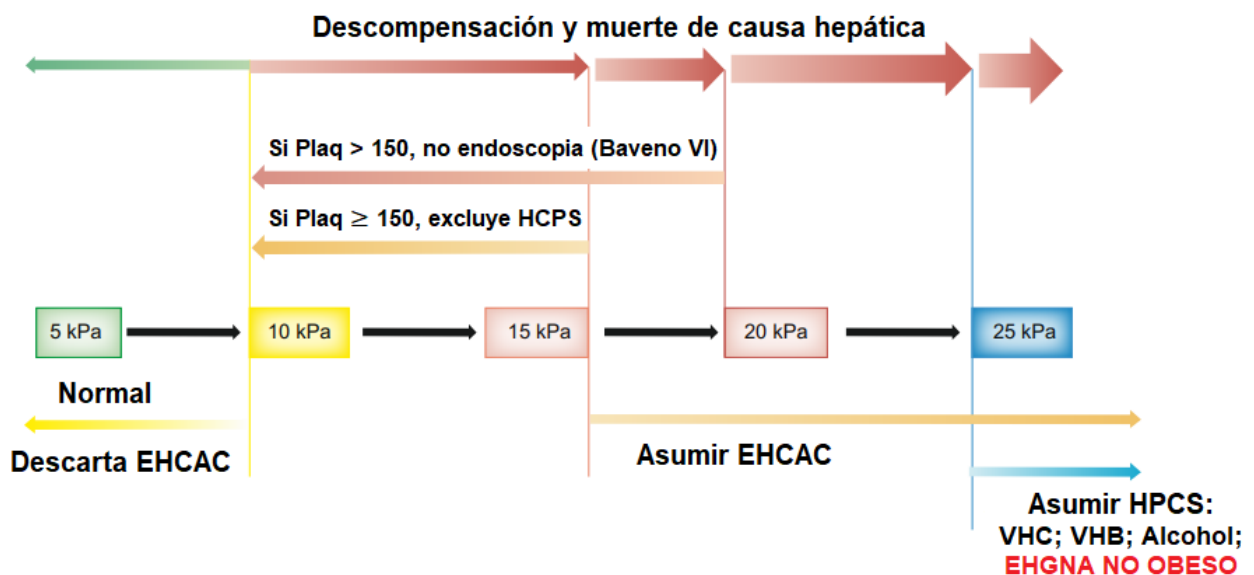 Descompensación y muerte de causa hepática
Si Plaq > 150, no endoscopia (Baveno VI)
Si Plaq ≥ 150, excluye HCPS
5 kPa
10 kPa
15 kPa
20 kPa
25 kPa
Normal
Descarta EHCAC
Asumir EHCAC
Asumir HPCS:
VHC; VHB; Alcohol;
EHGNA NO OBESO